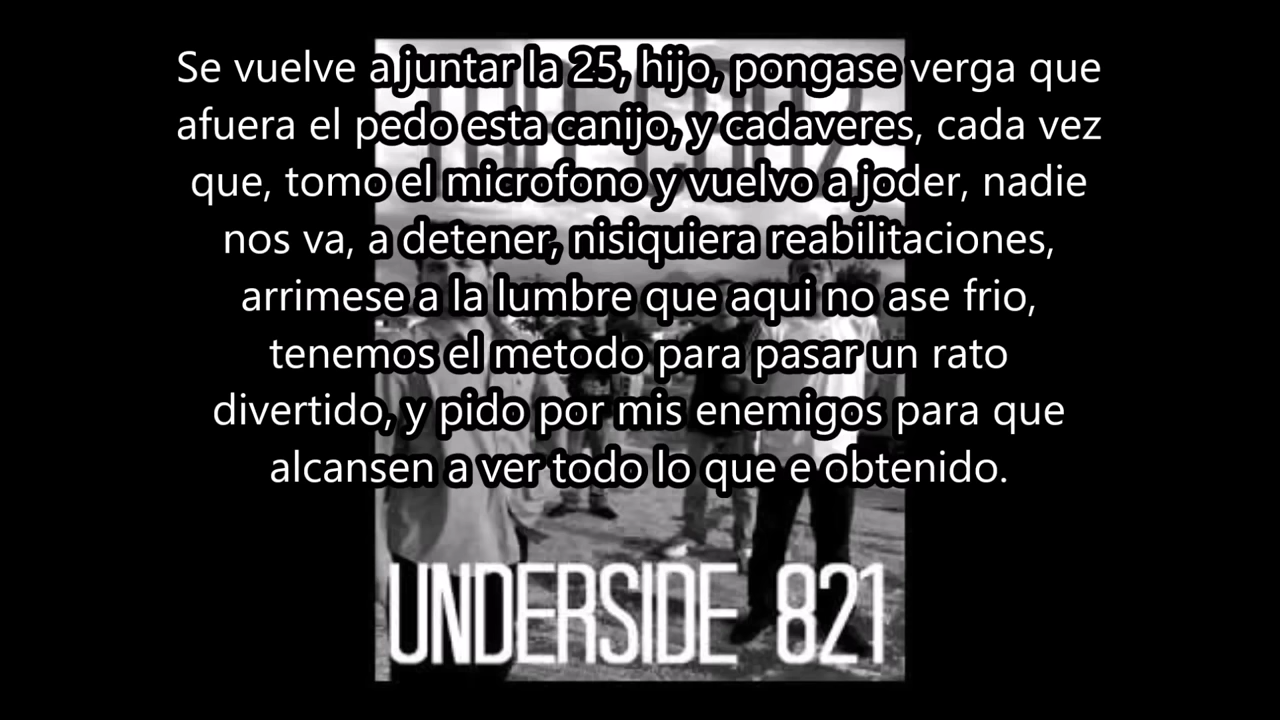 Se vuelve a juntar la 25, hijo, pongase verga que
afuera el pedo esta canijo, y cadaveres, cada vez
que, tomo el microfono y vuelvo a joder, nadie
nos va, a detener, nisiquiera reabilitaciones,
arrimese a la lumbre que aqui no ase frio,
tenemos el metodo para pasar un rato
divertido, y pido por mis enemigos para que
alcansen a ver todo lo que e obtenido.
UNDERSIDE 821